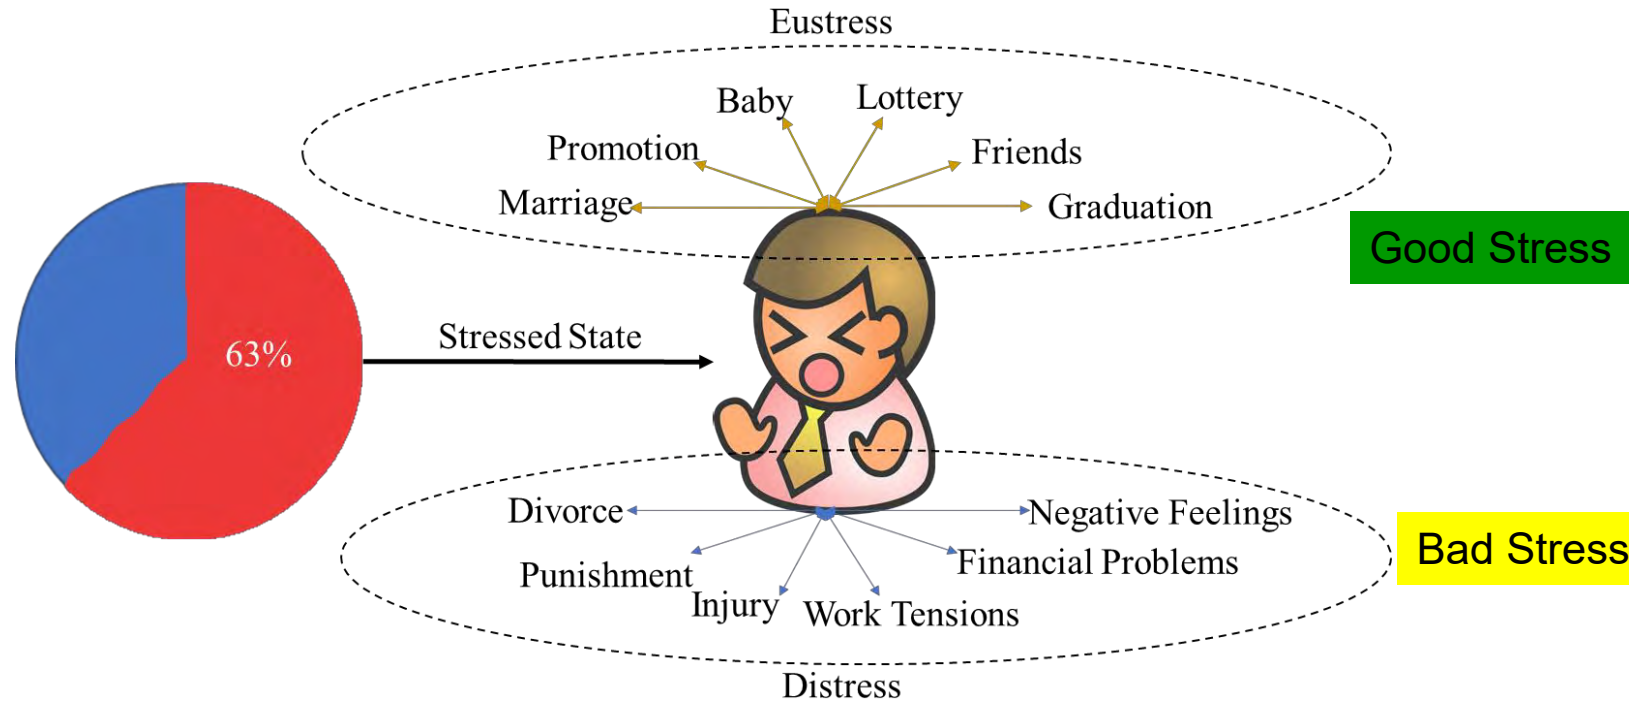 Eustress
Baby
Lottery
Promotion
Friends
Marriage
Graduation
Good Stress
63%
Stressed State
Divorce
Negative Feelings
Bad Stress
Punishment
Financial Problems
Injury
Work Tensions
Distress